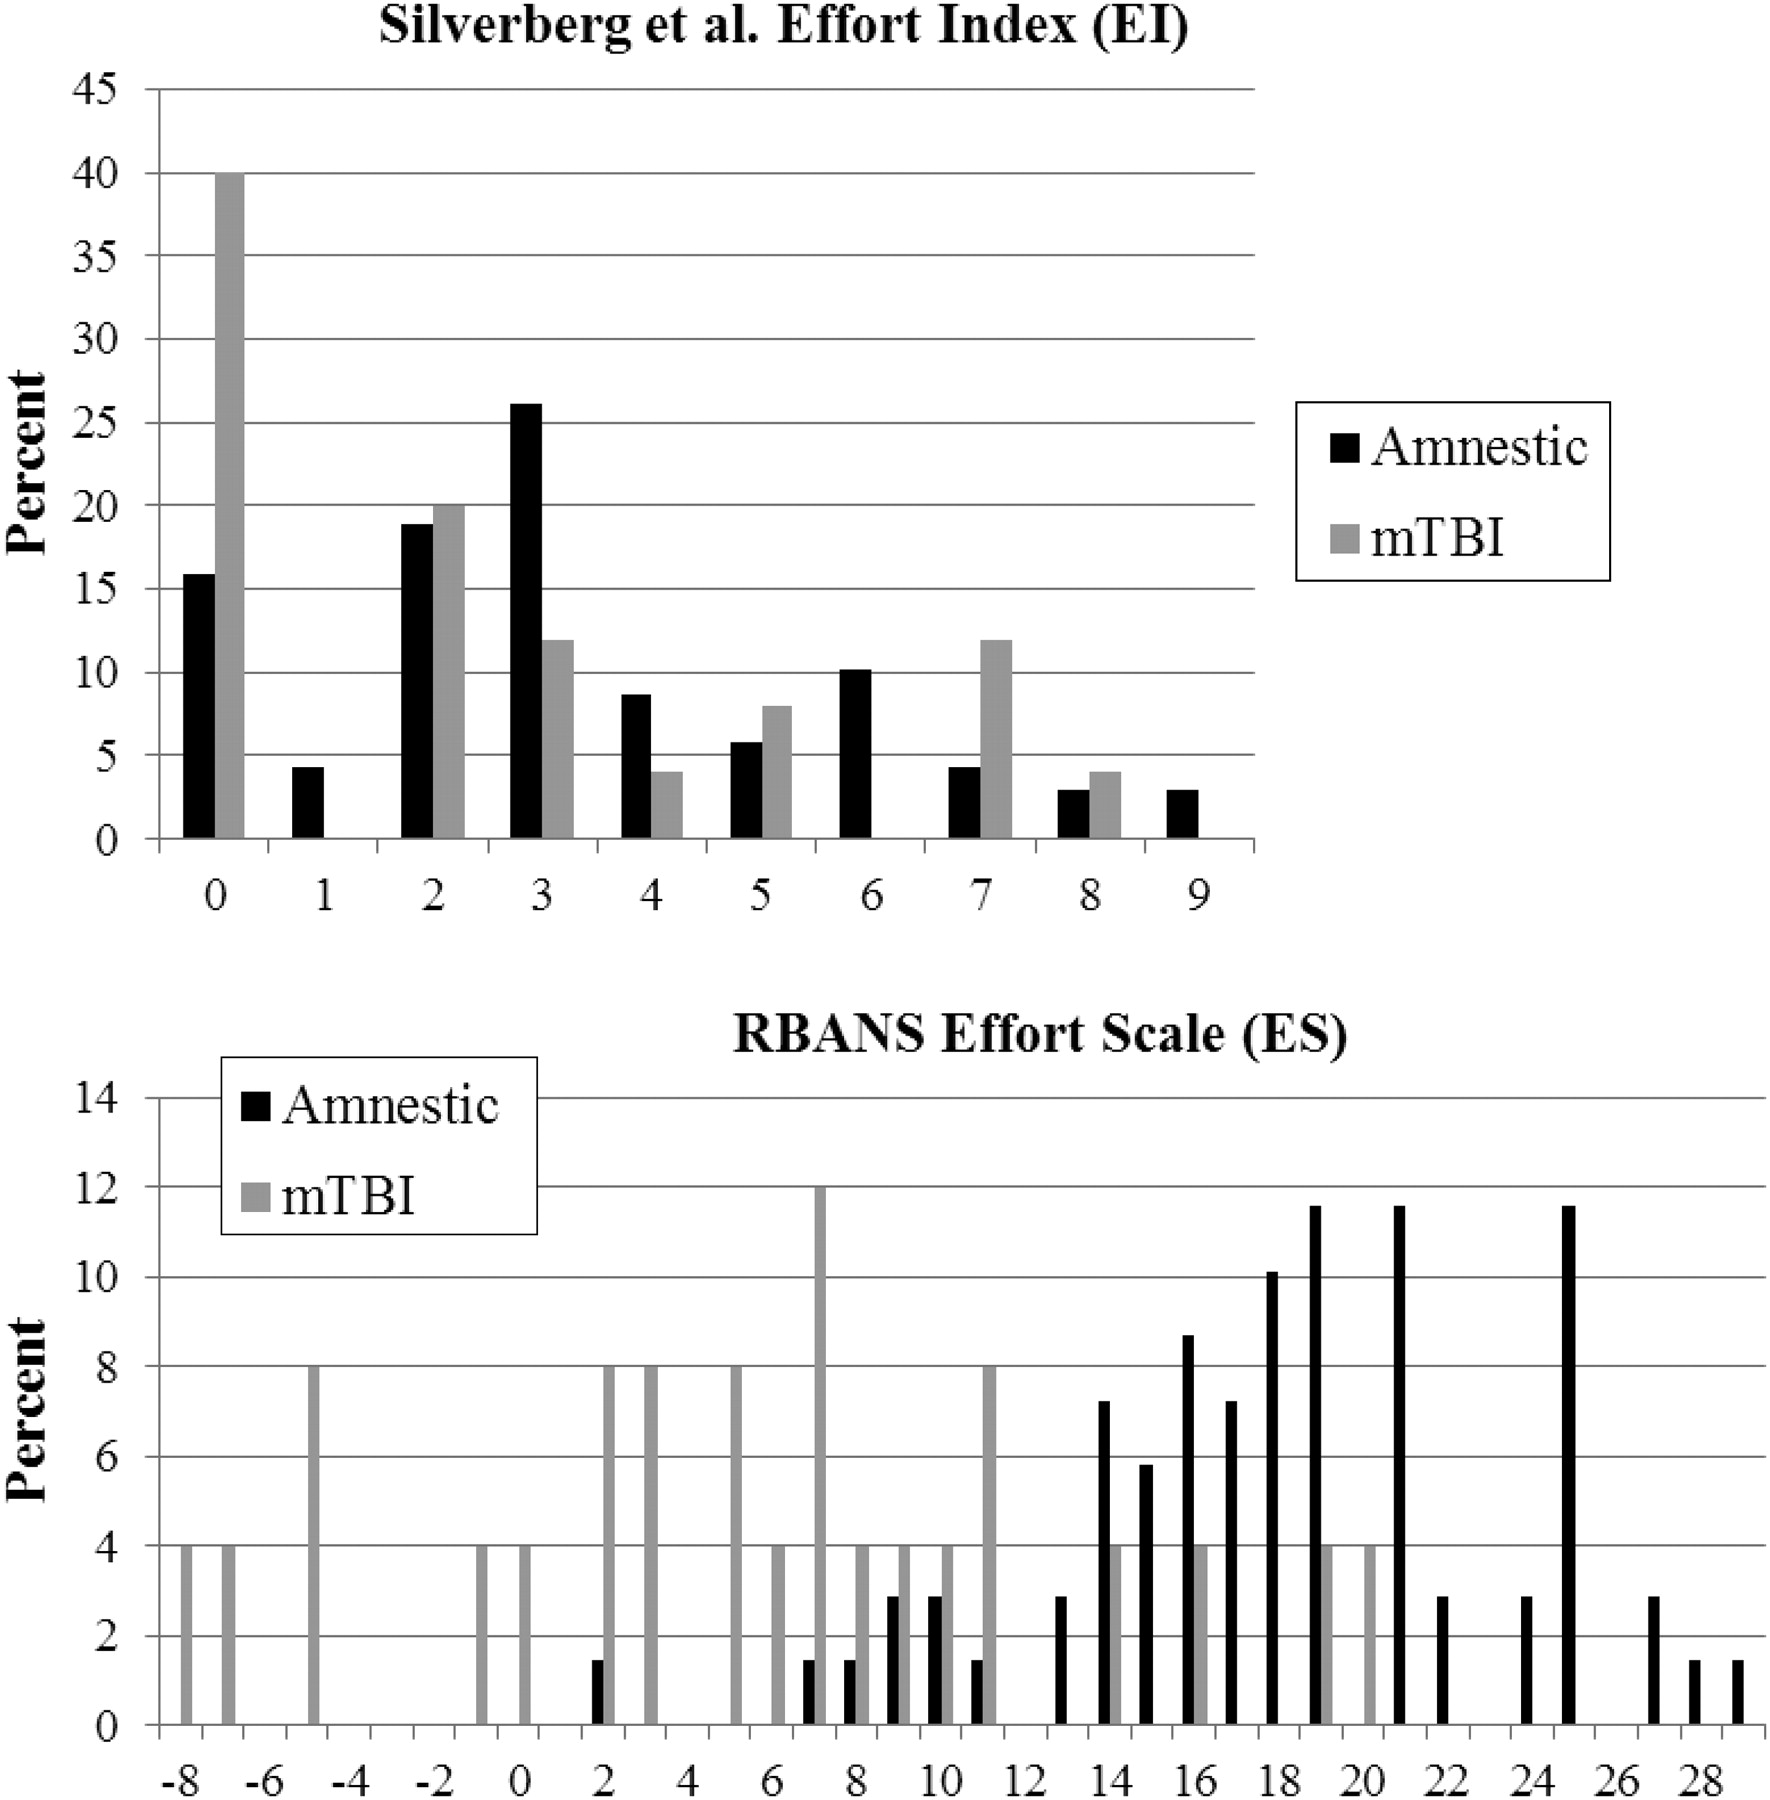 Silverberg et al. Effort Index (EI)
45
40
35
30
25
20
15
10
5
0
Percent
0 1 2 3 4 5 6 7 8 9
Amnestic
mTBI
RBANS Effort Scale (ES)
Amnestic
mTBI
14
12
10
8
6
4
2
0
Percent
-8 -6 -4 -2 0 2 4 6 8 10 12 14 16 18 20 22 24 26 28